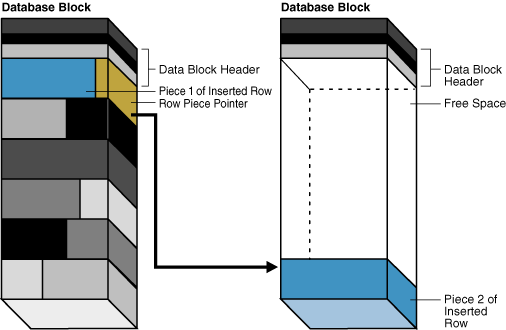 Database Block
Data Block Header
Piece 1 of Inserted Row
Row Piece Pointer
Database Block
Data Block
Header
Free Space
Piece 2 of
Inserted
Row